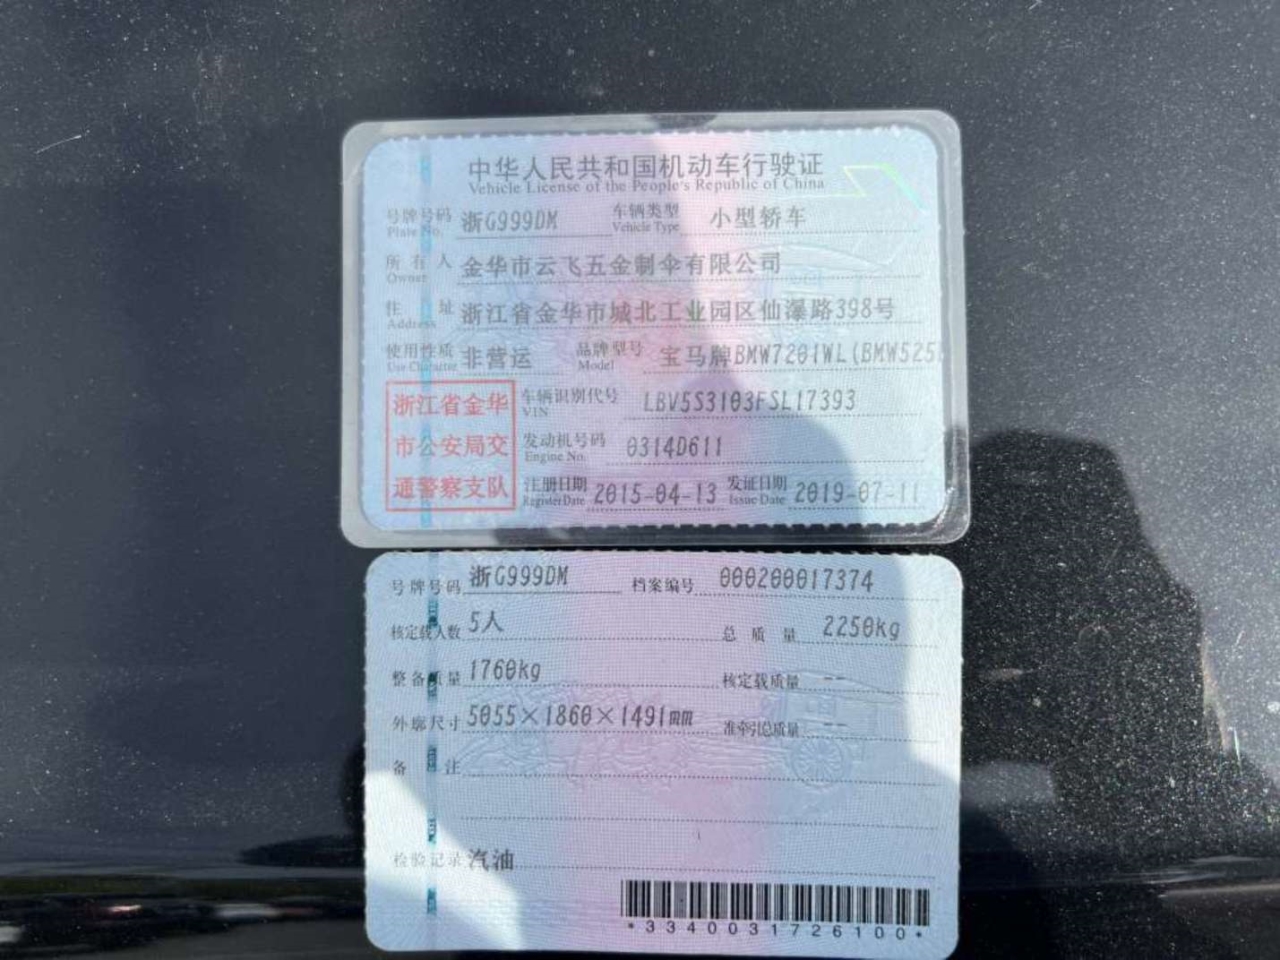 中华人民共和国机动车行驶证
Vehicle License of the People's Republic of China
号牌号码 浙G999DM 车辆类型 小型轿车
Plate No. Vehicle Type
所有人 金华市云飞五金制伞有限公司
Owner
住址 浙江省金华市城北工业园区仙瀑路398号
Address
使用性质 非营运 品牌型号 宝马牌BMW7201WL(BMW525
Use Character Model
浙江省金华
市公安局交
通警察支队
车辆识别代号 LBV5S3103FSL17393
VIN
发动机号码 0314D611
Engine No.
注册日期 2015-04-13 发证日期 2019-07-11
Register Date Issue Date
号牌号码 浙G999DM 档案编号 000200017374
核定载人数 5人 总质量 2250kg
整备质量 1760kg 核定载质量 --
外廓尺寸 5055×1860×1491mm 准牵引总质量 --
备注
检验记录 汽油
*3340031726100*